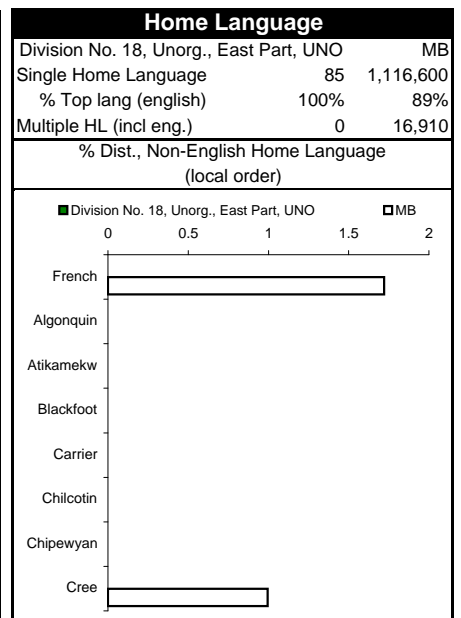 Home Language
Division No. 18, Unorg., East Part, UNO MB
Single Home Language 85 1,116,600
% Top lang (english) 100% 89%
Multiple HL (incl eng.) 0 16,910
% Dist., Non-English Home Language
(local order)
Division No. 18, Unorg., East Part, UNO MB
0 0.5 1 1.5 2
French
Algonquin
Atikamekw
Blackfoot
Carrier
Chilcotin
Chipewyan
Cree